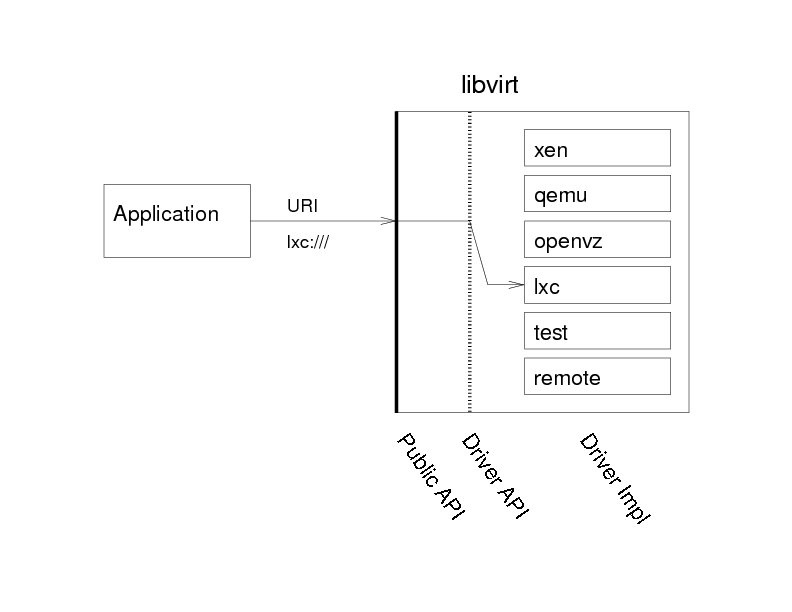 libvirt
Application
URI
lxc:///
xen
qemu
openvz
lxc
test
remote
Public API
Driver API
Driver Impl